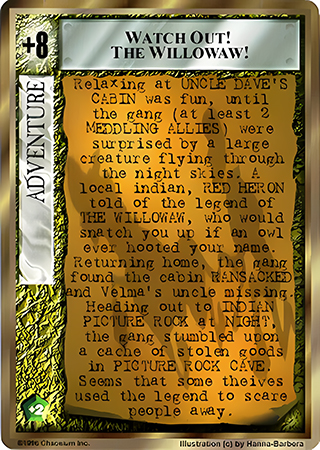 +8
WATCH OUT!
THE WILLOWAW!
ADVENTURE
Relaxing at UNCLE DAVE'S
CABIN was fun, until
the gang (at least 2
MEDDLING ALLIES) were
surprised by a large
creature flying through
the night skies. A
local indian, RED HERON
told of the legend of
THE WILLOWAW, who would
snatch you up if an owl
ever hooted your name.
Returning home, the gang
found the cabin RANSACKED
and Velma's uncle missing.
Heading out to INDIAN
PICTURE ROCK at NIGHT,
the gang stumbled upon
a cache of stolen goods
in PICTURE ROCK CAVE!
Seems that some theives
used the legend to scare
people away.
+2
©1996 Chaosium Inc.
Illustration (c) by Hanna-Barbera